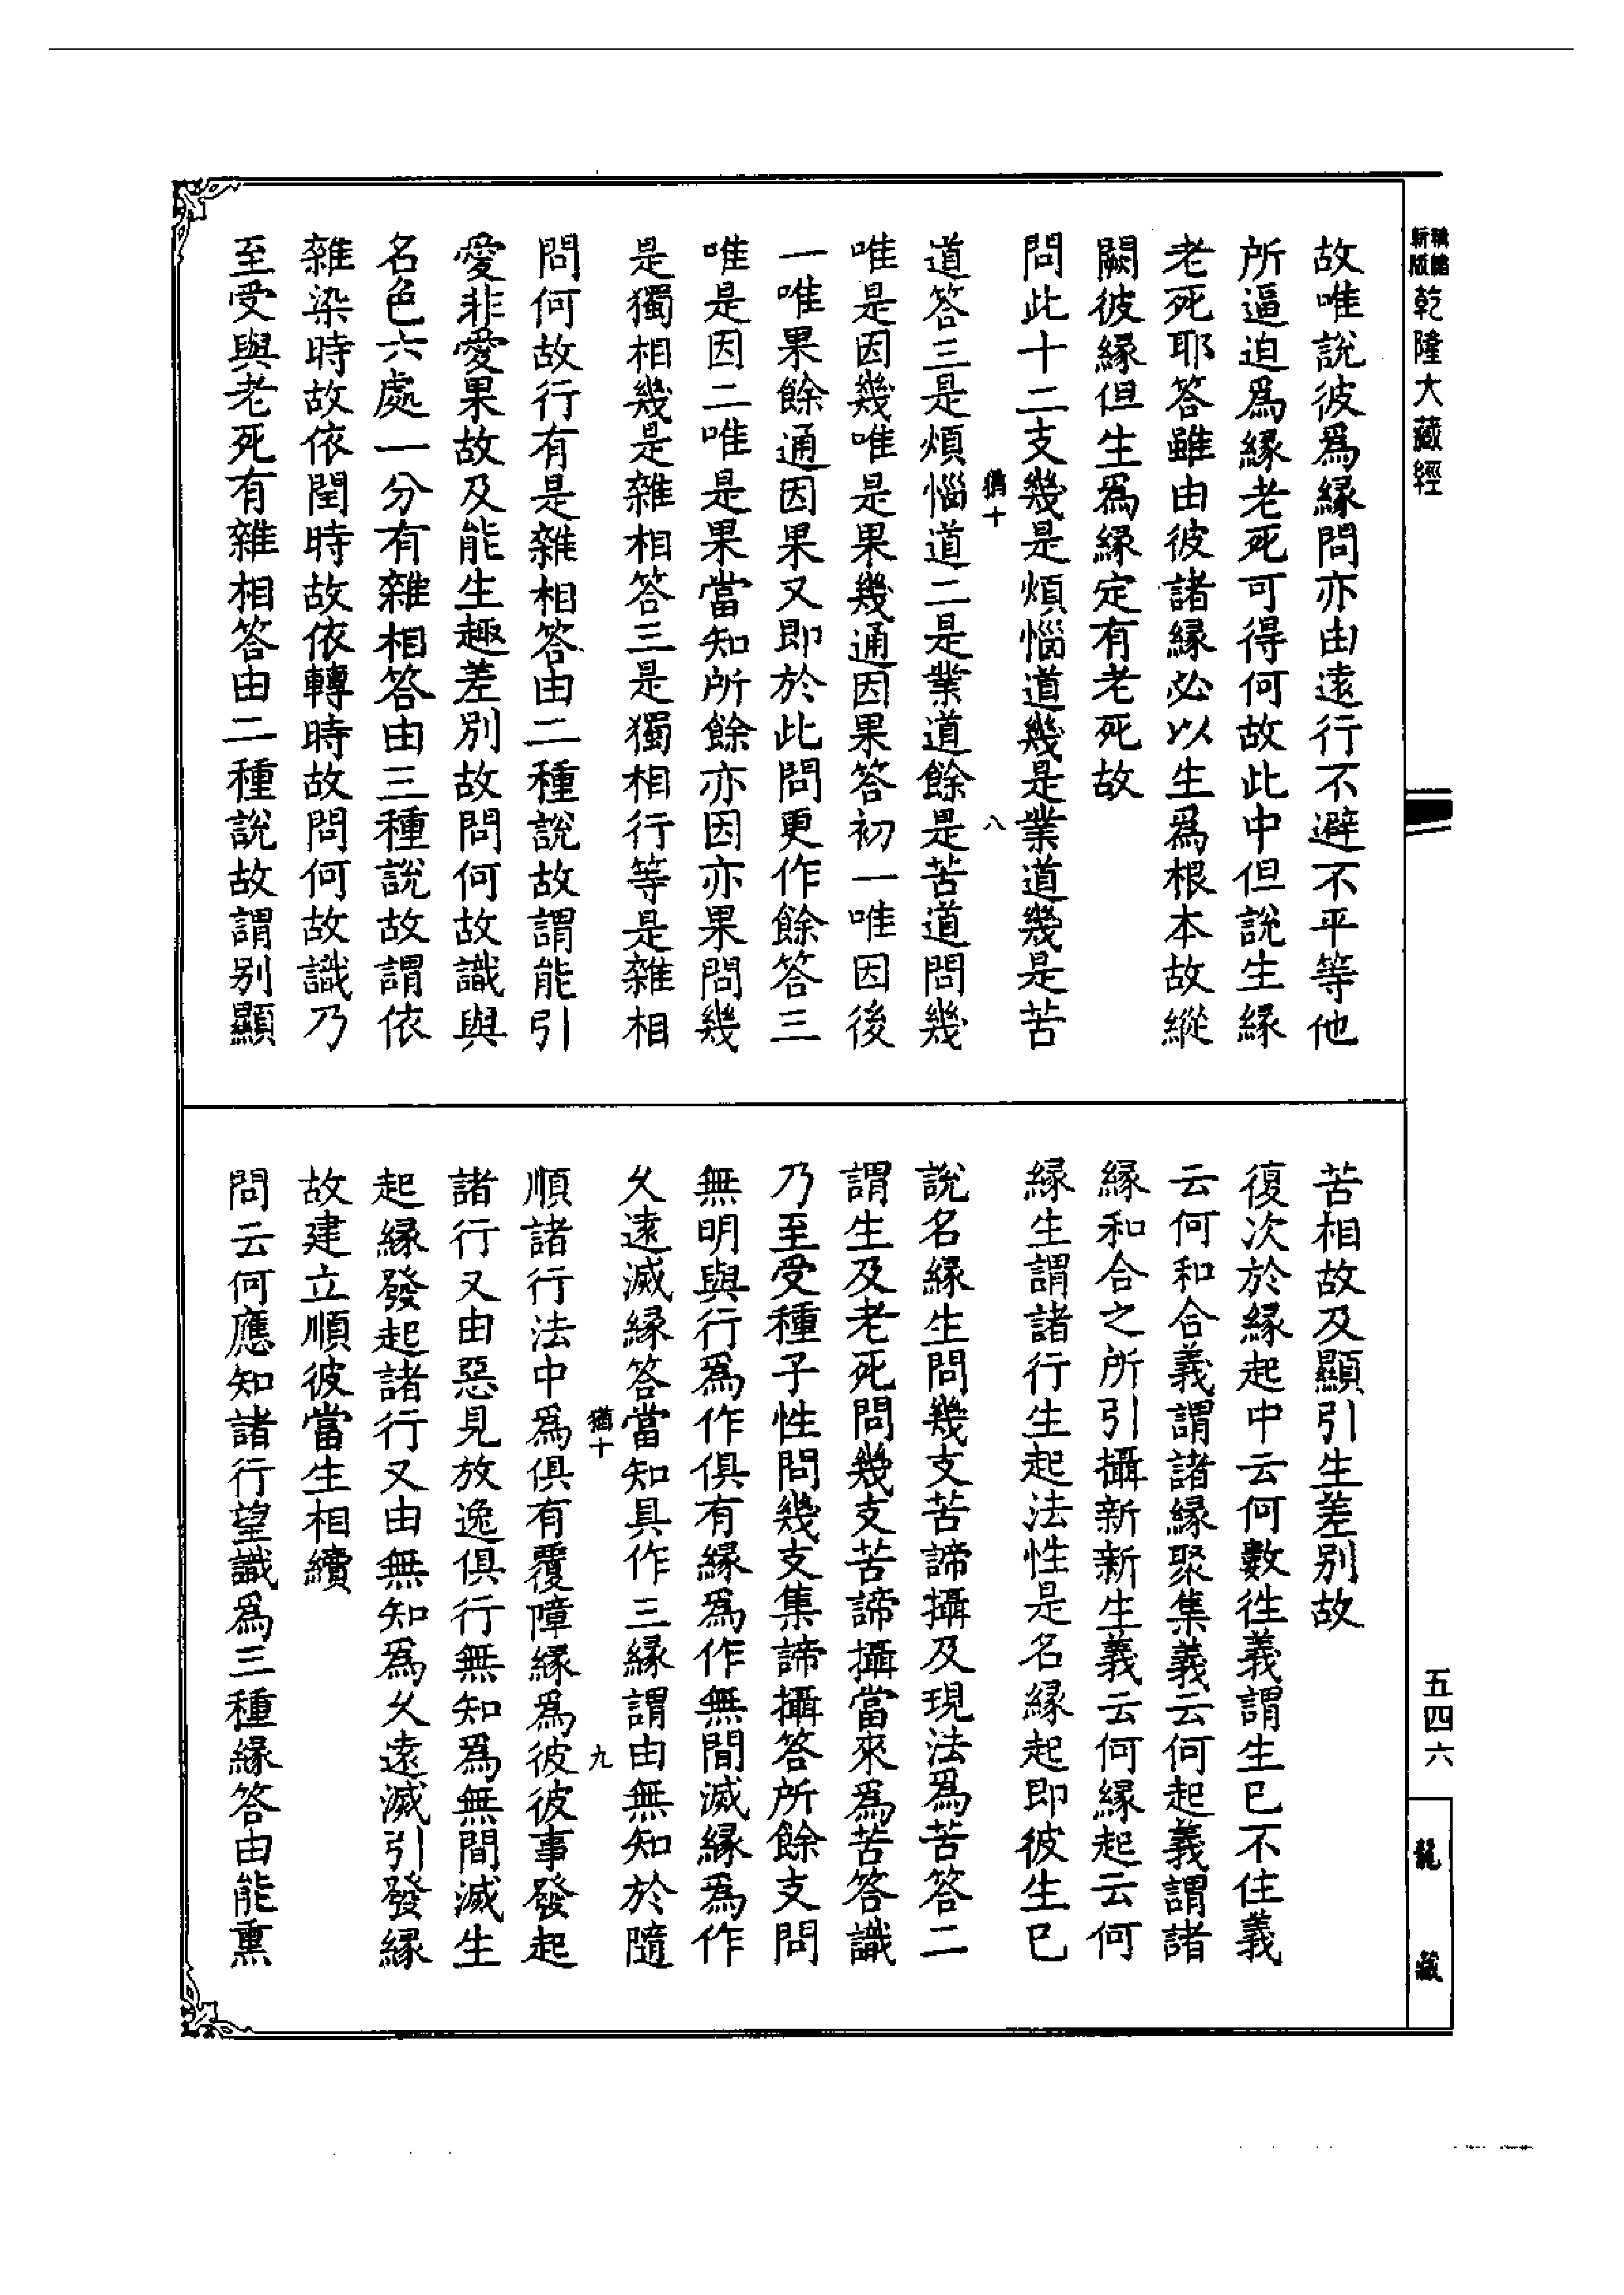 新版
精縮
乾隆大藏經
五四六
龍藏
故唯說彼爲緣問亦由遠行不避不平等他
所逼迫爲緣老死可得何故此中但說生緣
老死耶答雖由彼諸緣必以生爲根本故縱
闕彼緣但生爲緣定有老死故
問此十二支幾是煩惱道幾是業道幾是苦
猶十
八
道答三是煩惱道二是業道餘是苦道問幾
唯是因幾唯是果幾通因果答初一唯因後
一唯果餘通因果又即於此問更作餘答三
唯是因二唯是果當知所餘亦因亦果問幾
是獨相幾是雜相答三是獨相行等是雜相
問何故行有是雜相答由二種說故謂能引
愛非愛果故及能生趣差別故問何故識與
名色六處一分有雜相答由三種說故謂依
雜染時故依閏時故依轉時故問何故識乃
至受與老死有雜相答由二種說故謂別顯
苦相故及顯引生差別故
復次於緣起中云何數徃義謂生已不住義
云何和合義謂諸緣聚集義云何起義謂諸
緣和合之所引攝新新生義云何緣起云何
緣生謂諸行生起法性是名緣起即彼生已
說名緣生問幾支苦諦攝及現法爲苦答二
謂生及老死問幾支苦諦攝當來爲苦答識
乃至受種子性問幾支集諦攝答所餘支問
無明與行爲作俱有緣爲作無間滅緣爲作
久遠滅緣答當知具作三緣謂由無知於隨
猶十
九
順諸行法中爲俱有覆障緣爲彼彼事發起
諸行又由惡見放逸俱行無知爲無間滅生
起緣發起諸行又由無知爲久遠滅引發緣
故建立順彼當生相續
問云何應知諸行望識爲三種緣答由能熏